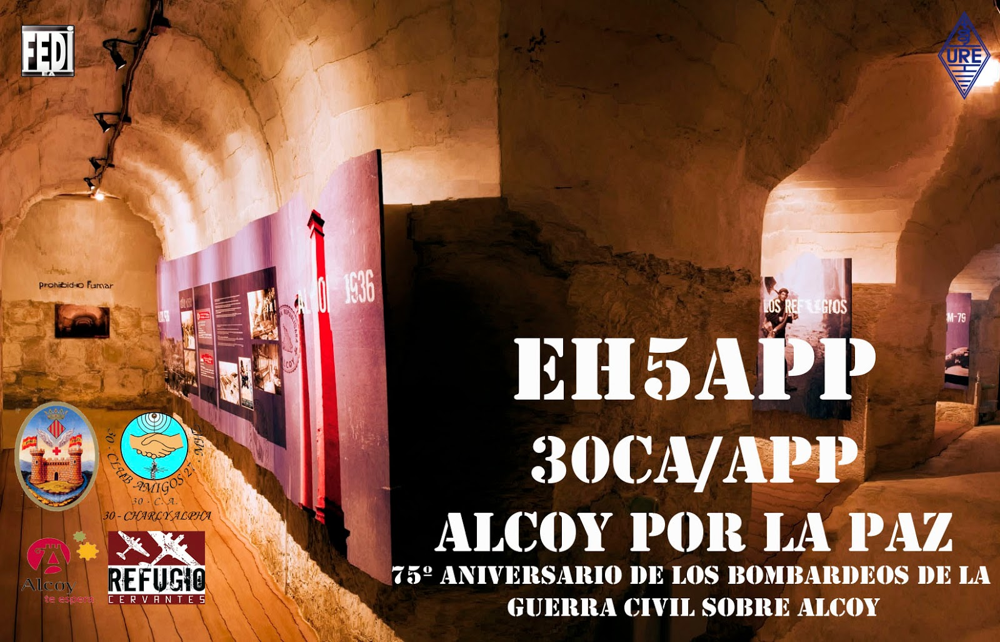 FEDi
EA
URE
prohibido Fumar
1936
ALCOY
LOS REFUGIOS
M-79
EH5APP
30CA/APP
ALCOY POR LA PAZ
75º ANIVERSARIO DE LOS BOMBARDEOS DE LA
GUERRA CIVIL SOBRE ALCOY
30 - CLUB AMIGOS 27 - MHZ
30 - C.A.
30 - CHARLY ALPHA
Alcoy
te espera
REFUGIO
CERVANTES